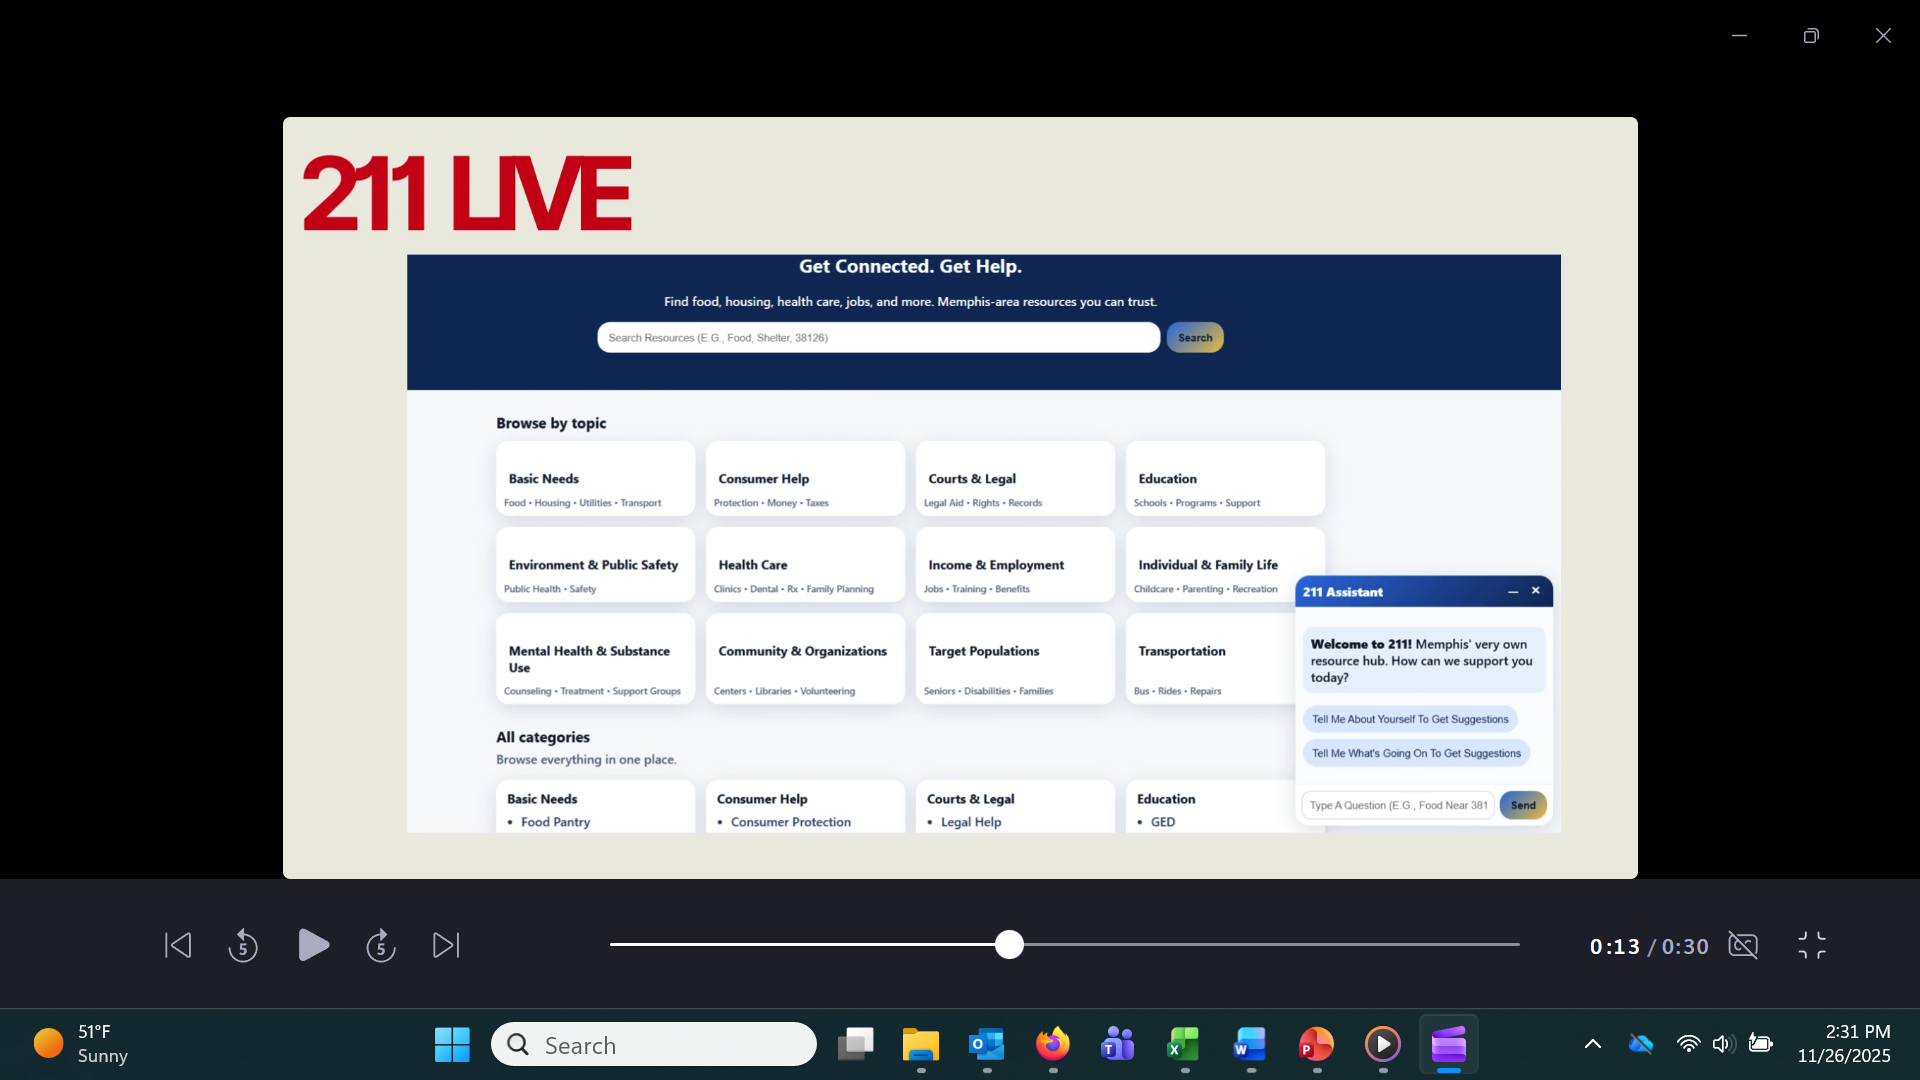 211 LIVE
Get Connected. Get Help.
Find food, housing, health care, jobs, and more. Memphis-area resources you can trust.
Search Resources (E.G., Food, Shelter, 38126)
Search
Browse by topic
Basic Needs
Food • Housing • Utilities • Transport
Consumer Help
Protection • Money • Taxes
Courts & Legal
Legal Aid • Rights • Records
Education
Schools • Programs • Support
Environment & Public Safety
Public Health • Safety
Health Care
Clinics • Dental • Rx • Family Planning
Income & Employment
Jobs • Training • Benefits
Individual & Family Life
Childcare • Parenting • Recreation
Mental Health & Substance
Use
Counseling • Treatment • Support Groups
Community & Organizations
Centers • Libraries • Volunteering
Target Populations
Seniors • Disabilities • Families
Transportation
Bus • Rides • Repairs
All categories
Browse everything in one place.
Basic Needs
• Food Pantry
Consumer Help
• Consumer Protection
Courts & Legal
• Legal Help
Education
• GED
211 Assistant
Welcome to 211! Memphis' very own
resource hub. How can we support you
today?
Tell Me About Yourself To Get Suggestions
Tell Me What's Going On To Get Suggestions
Type A Question (E.G., Food Near 381
Send
5
5
0:13 / 0:30
CC
51°F
Sunny
Search
2:31 PM
11/26/2025